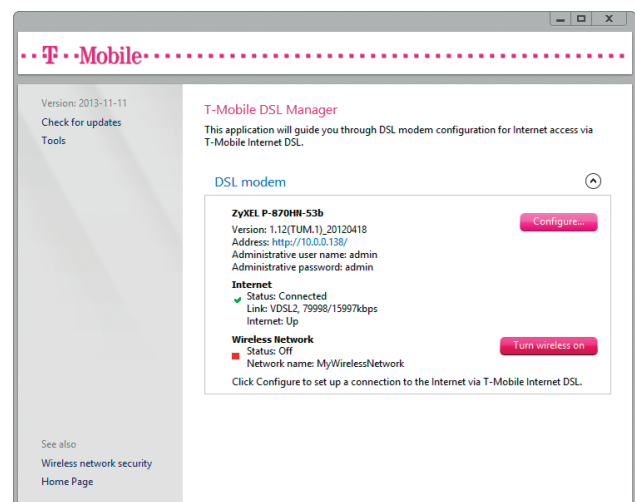 T Mobile
Version: 2013-11-11
Check for updates
Tools
T-Mobile DSL Manager
This application will guide you through DSL modem configuration for Internet access via
T-Mobile Internet DSL.
DSL modem
ZyXEL P-870HN-53b
Version: 1.12(TUM.1)_20120418
Address: http://10.0.0.138/
Administrative user name: admin
Administrative password: admin
Configure...
Internet
Status: Connected
Link: VDSL2, 79998/15997kbps
Internet: Up
Wireless Network
Status: Off
Network name: MyWirelessNetwork
Turn wireless on
Click Configure to set up a connection to the Internet via T-Mobile Internet DSL.
See also
Wireless network security
Home Page